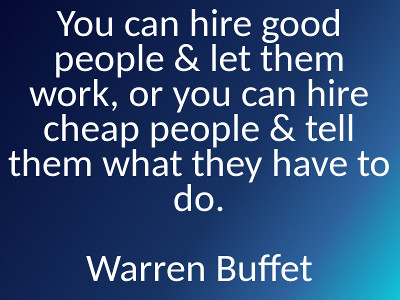 You can hire good
people & let them
work, or you can hire
cheap people & tell
them what they have to
do.
Warren Buffet